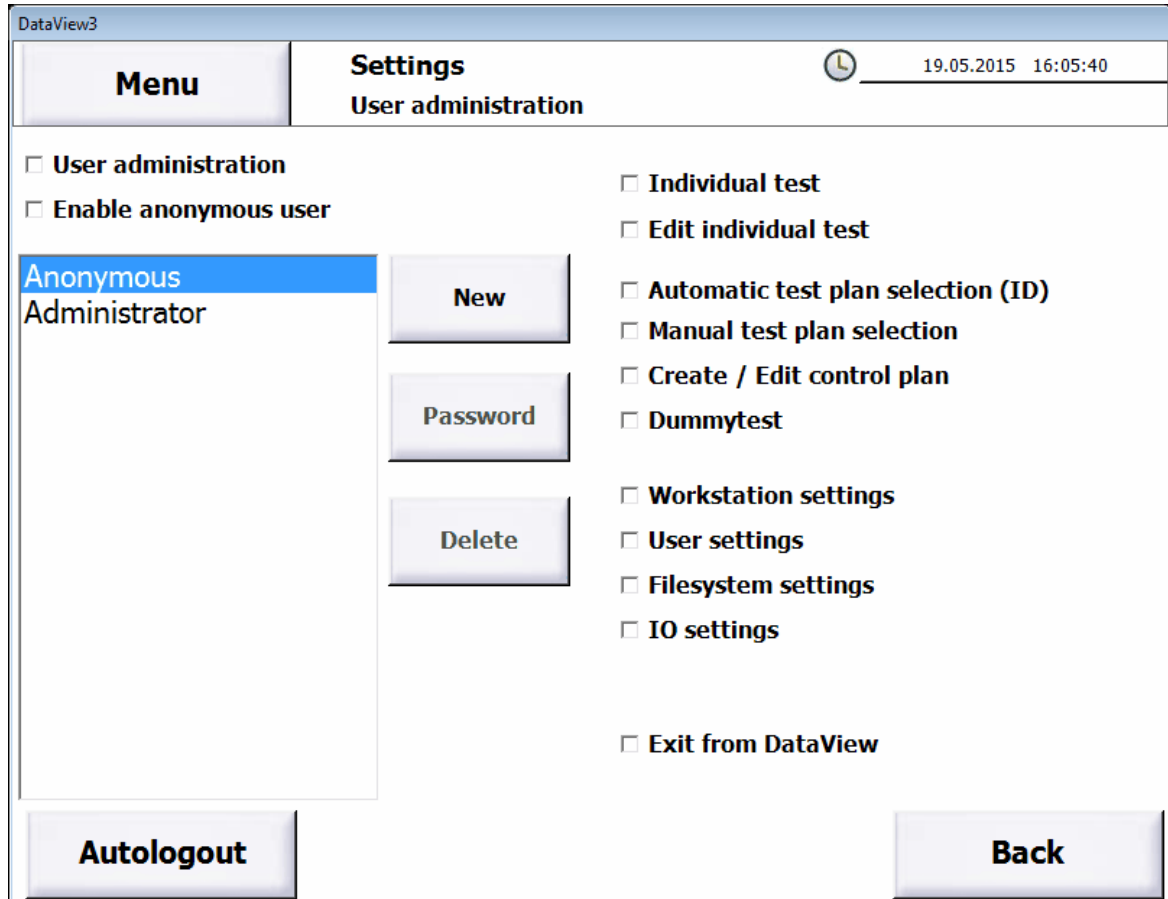 DataView3
Menu
Settings
19.05.2015 16:05:40
User administration
User administration
Enable anonymous user
Anonymous
Administrator
New
Password
Delete
Individual test
Edit individual test
Automatic test plan selection (ID)
Manual test plan selection
Create / Edit control plan
Dummytest
Workstation settings
User settings
Filesystem settings
IO settings
Exit from DataView
Autologout
Back